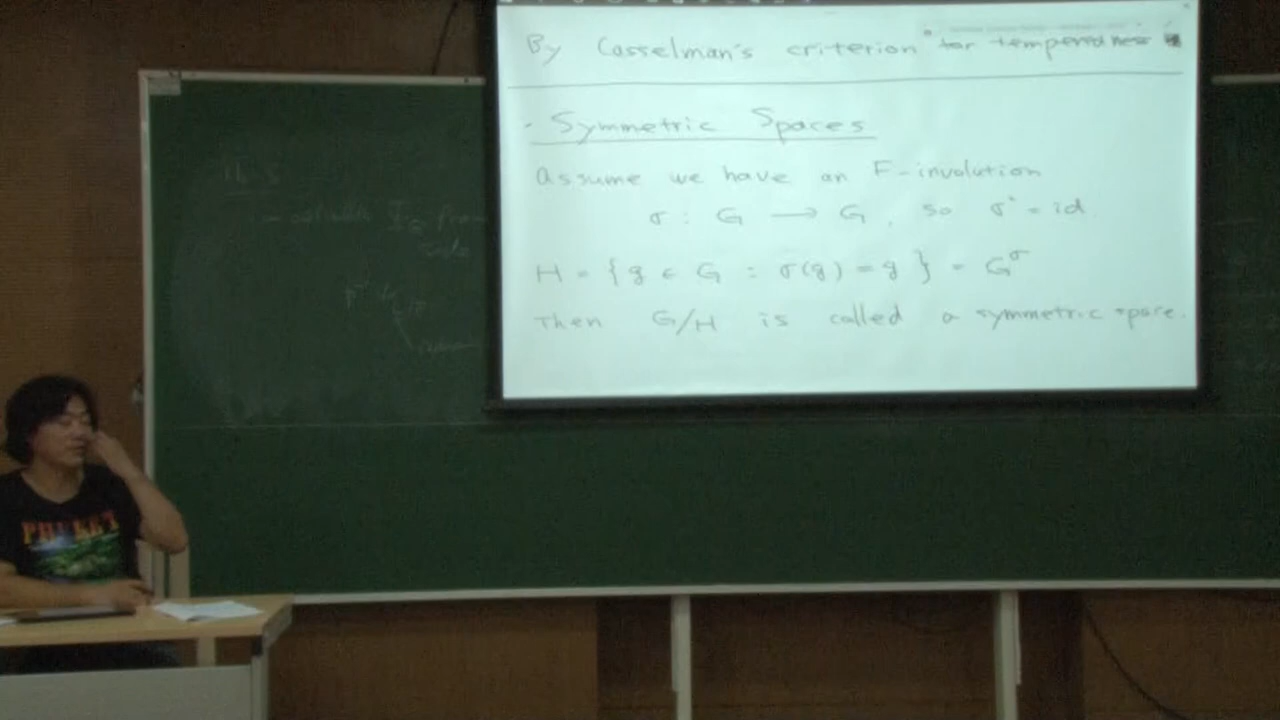 By Casselman's criterion for temperedness
· Symmetric Spaces
Assume we have an F-involution
σ : G → G, so σ² = id
H = { g ∈ G : σ(g) = g } = G^σ
Then G/H is called a symmetric space.
PHUKET